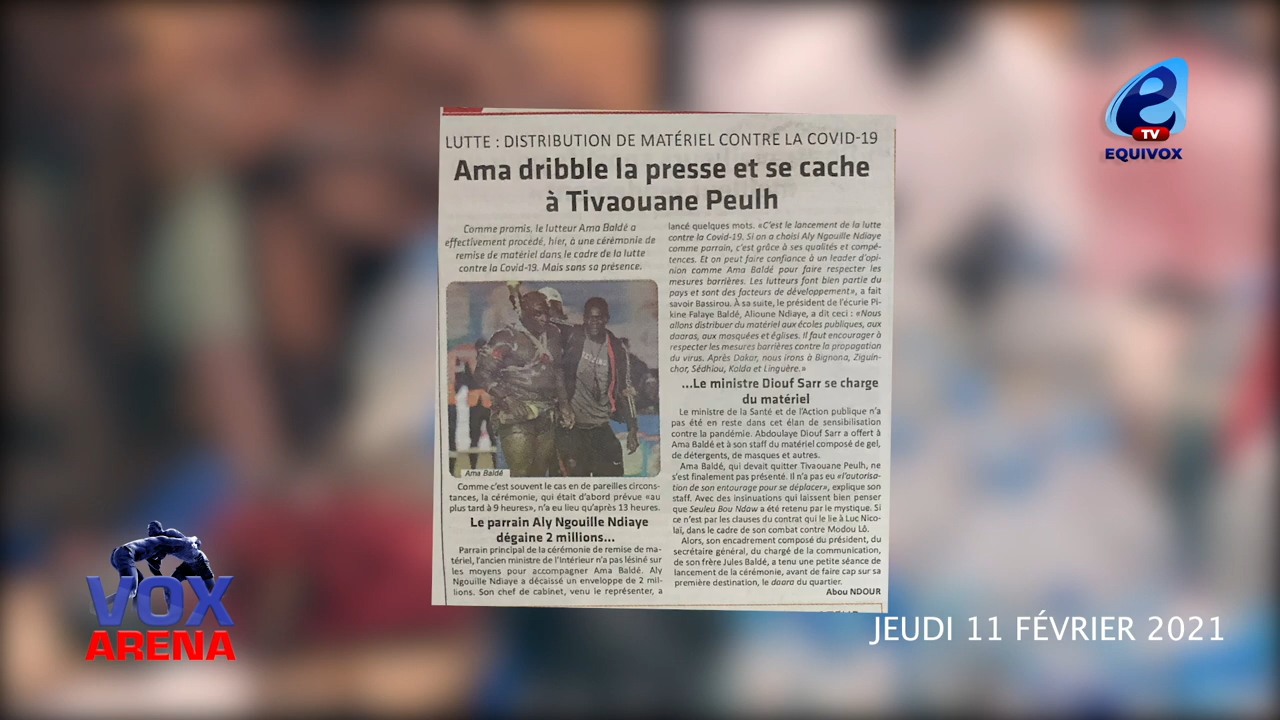 TV
EQUIVOX
LUTTE : DISTRIBUTION DE MATÉRIEL CONTRE LA COVID-19
Ama dribble la presse et se cache
à Tivaouane Peulh
Comme promis, le lutteur Ama Baldé a
effectivement procédé, hier, à une cérémonie de
remise de matériel dans le cadre de la lutte
contre la Covid-19. Mais sans sa présence.
Ama Baldé
Comme c'est souvent le cas en de pareilles circons-
tances, la cérémonie, qui était d'abord prévue «au
plus tard à 9 heures», n'a eu lieu qu'après 13 heures.
Le parrain Aly Ngouille Ndiaye
dégaine 2 millions...
Parrain principal de la cérémonie de remise de ma-
tériel, l'ancien ministre de l'Intérieur n'a pas lésiné sur
les moyens pour accompagner Ama Baldé. Aly
Ngouille Ndiaye a décaissé un enveloppe de 2 mil-
lions. Son chef de cabinet, venu le représenter, a
lancé quelques mots. «C'est le lancement de la lutte
contre la Covid-19. Si on a choisi Aly Ngouille Ndiaye
comme parrain, c'est grâce à ses qualités et compé-
tences. Et on peut faire confiance à un leader d'opi-
nion comme Ama Baldé pour faire respecter les
mesures barrières. Les lutteurs font bien partie du
pays et sont des facteurs de développement», a fait
savoir Bassirou. À sa suite, le président de l'écurie Pi-
kine Falaye Baldé, Alioune Ndiaye, a dit ceci : «Nous
allons distribuer du matériel aux écoles publiques, aux
daaras, aux masquées et églises. Il faut encourager à
respecter les mesures barrières contre la propagation
du virus. Après Dakar, nous irons à Bignona, Ziguin-
chor, Sédhiou, Kolda et Linguère.»
...Le ministre Diouf Sarr se charge
du matériel
Le ministre de la Santé et de l'Action publique n'a
pas été en reste dans cet élan de sensibilisation
contre la pandémie. Abdoulaye Diouf Sarr a offert à
Ama Baldé et à son staff du matériel composé de gel,
de détergents, de masques et autres.
Ama Baldé, qui devait quitter Tivaouane Peulh, ne
s'est finalement pas présenté. Il n'a pas eu «l'autorisa-
tion de son entourage pour se déplacer», explique son
staff. Avec des insinuations qui laissent bien penser
que Seuleu Bou Ndaw a été retenu par le mystique. Si
ce n'est par les clauses du contrat qui le lie à Luc Nico-
laï, dans le cadre de son combat contre Modou Lô.
Alors, son encadrement composé du président, du
secrétaire général, du chargé de la communication,
de son frère Jules Baldé, a tenu une petite séance de
lancement de la cérémonie, avant de faire cap sur sa
première destination, le daara du quartier.
Abou NDOUR
VOX
ARENA
JEUDI 11 FÉVRIER 2021